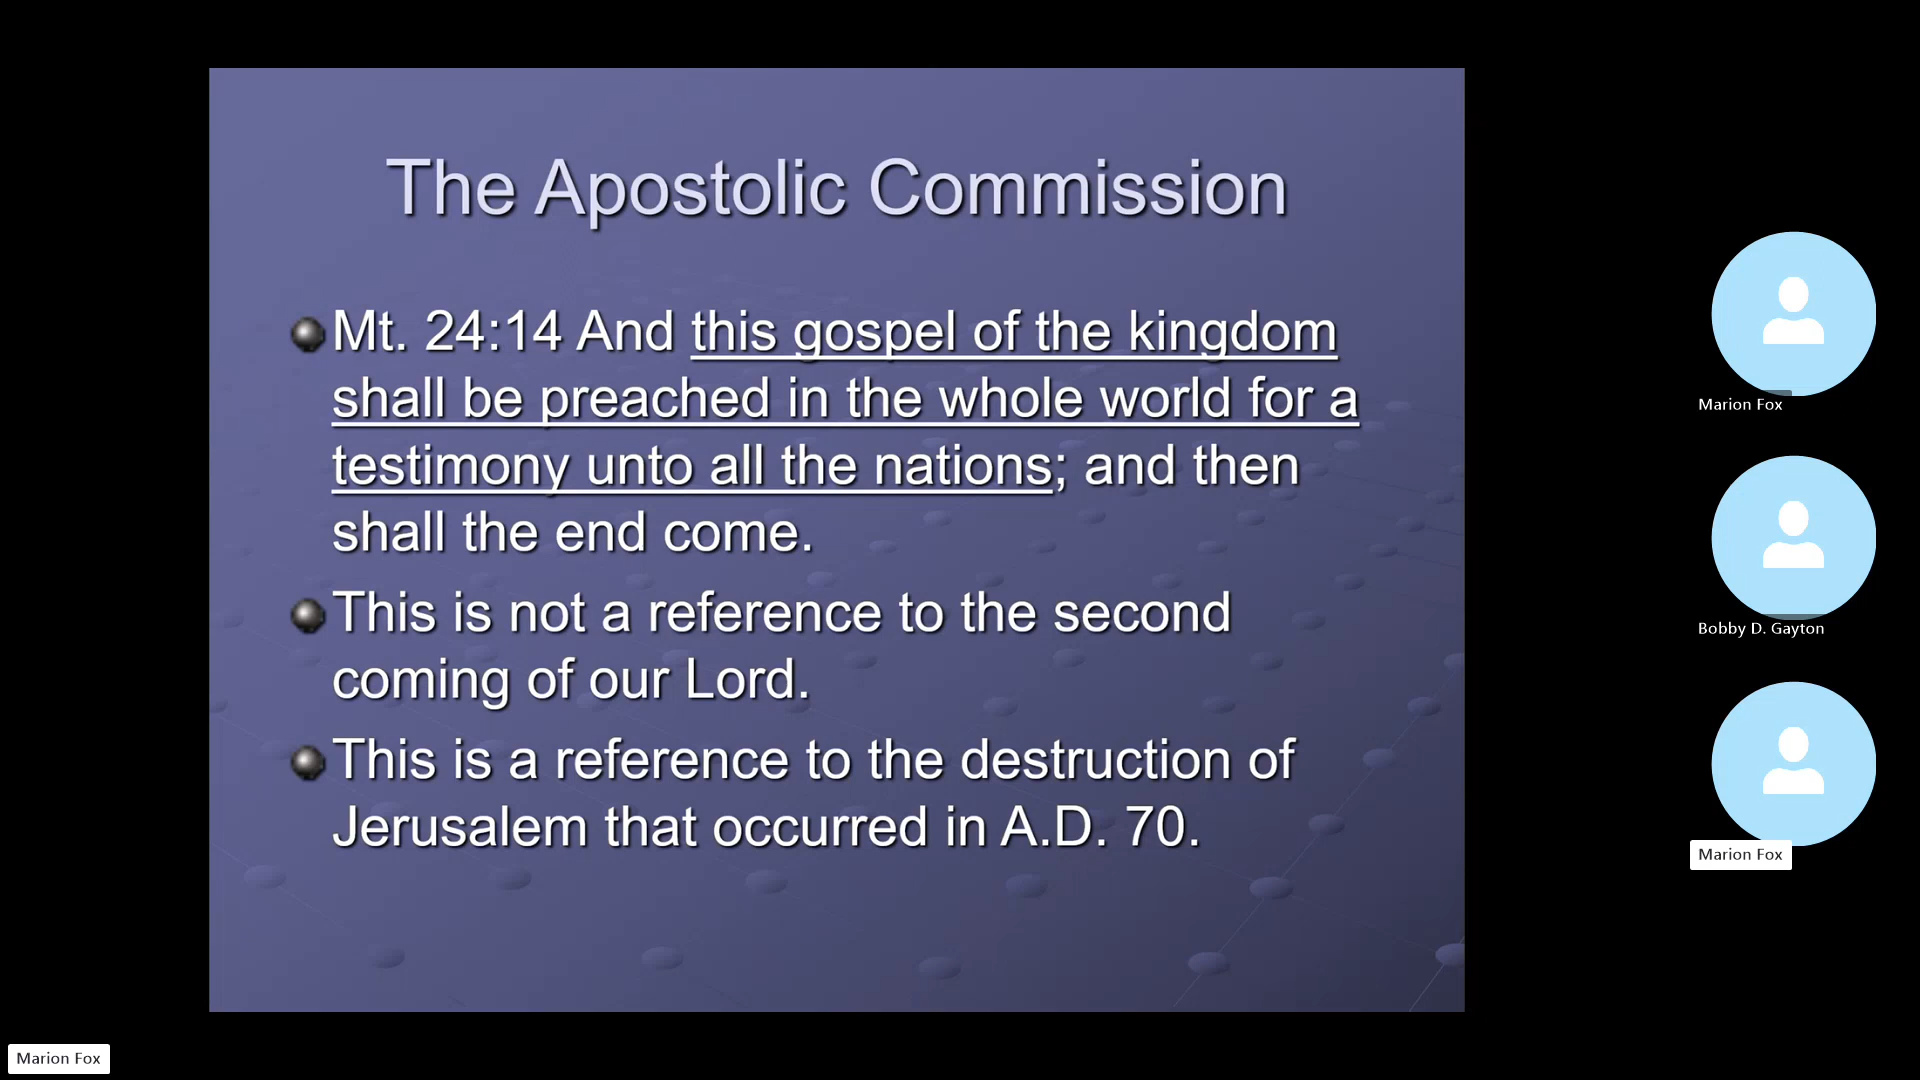 The Apostolic Commission
Mt. 24:14 And this gospel of the kingdom
shall be preached in the whole world for a
testimony unto all the nations; and then
shall the end come.
This is not a reference to the second
coming of our Lord.
This is a reference to the destruction of
Jerusalem that occurred in A.D. 70.
Marion Fox
Bobby D. Gayton
Marion Fox
Marion Fox